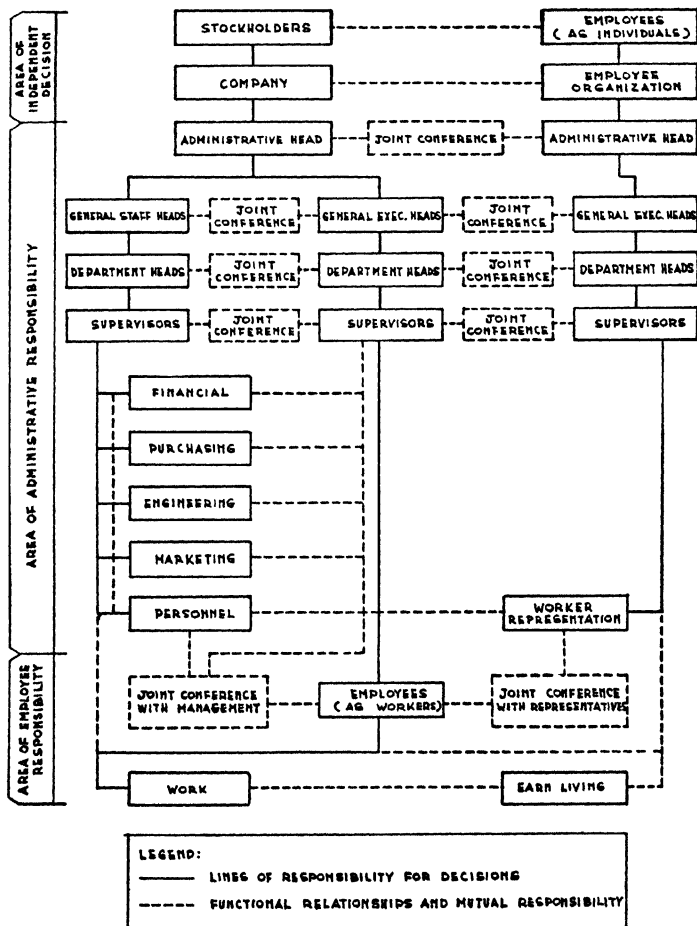 AREA OF
INDEPENDENT
DECISION
STOCKHOLDERS
EMPLOYEES
( AS INDIVIDUALS )
COMPANY
EMPLOYEE
ORGANIZATION
AREA OF ADMINISTRATIVE RESPONSIBILITY
ADMINISTRATIVE HEAD
JOINT CONFERENCE
ADMINISTRATIVE HEAD
GENERAL STAFF HEADS
JOINT
CONFERENCE
GENERAL EXEC. HEADS
JOINT
CONFERENCE
GENERAL EXEC. HEADS
DEPARTMENT HEADS
JOINT
CONFERENCE
DEPARTMENT HEADS
JOINT
CONFERENCE
DEPARTMENT HEADS
SUPERVISORS
JOINT
CONFERENCE
SUPERVISORS
JOINT
CONFERENCE
SUPERVISORS
FINANCIAL
PURCHASING
ENGINEERING
MARKETING
PERSONNEL
WORKER
REPRESENTATION
AREA OF EMPLOYEE
RESPONSIBILITY
JOINT CONFERENCE
WITH MANAGEMENT
EMPLOYEES
( AS WORKERS )
JOINT CONFERENCE
WITH REPRESENTATIVES
WORK
EARN LIVING
LEGEND:
LINES OF RESPONSIBILITY FOR DECISIONS
FUNCTIONAL RELATIONSHIPS AND MUTUAL RESPONSIBILITY